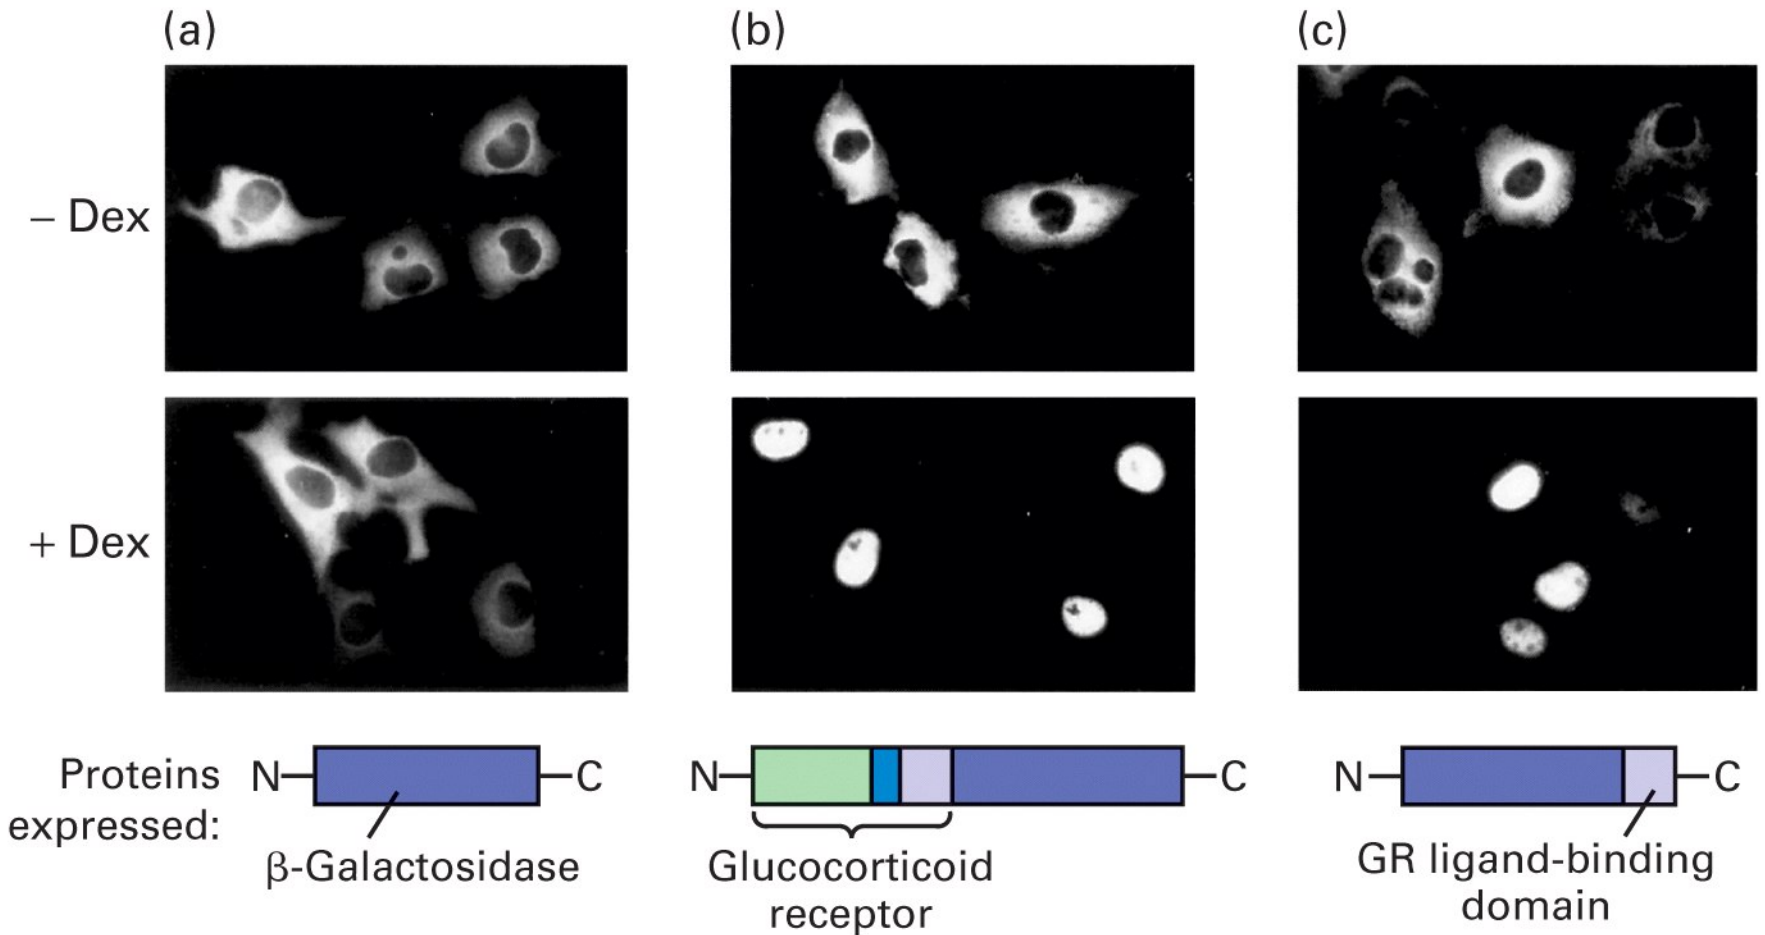 (a)
(b)
(c)
– Dex
+ Dex
Proteins
expressed:
N
C
N
C
N
C
β-Galactosidase
Glucocorticoid
receptor
GR ligand-binding
domain